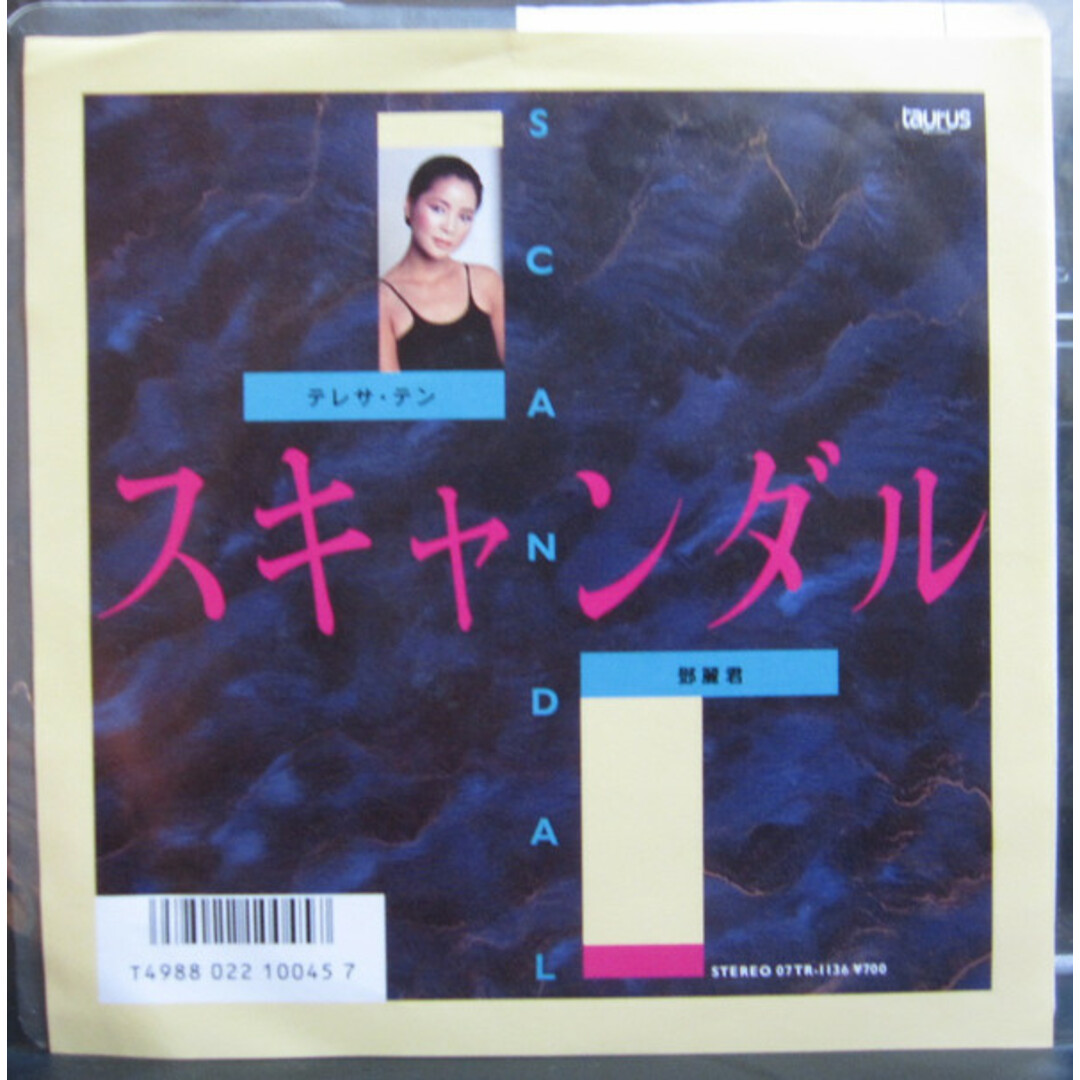 taurus
SCANDAL
テレサ・テン
スキャンダル
鄧麗君
STEREO 07TR-1136 ¥700
T4988 022 10045 7